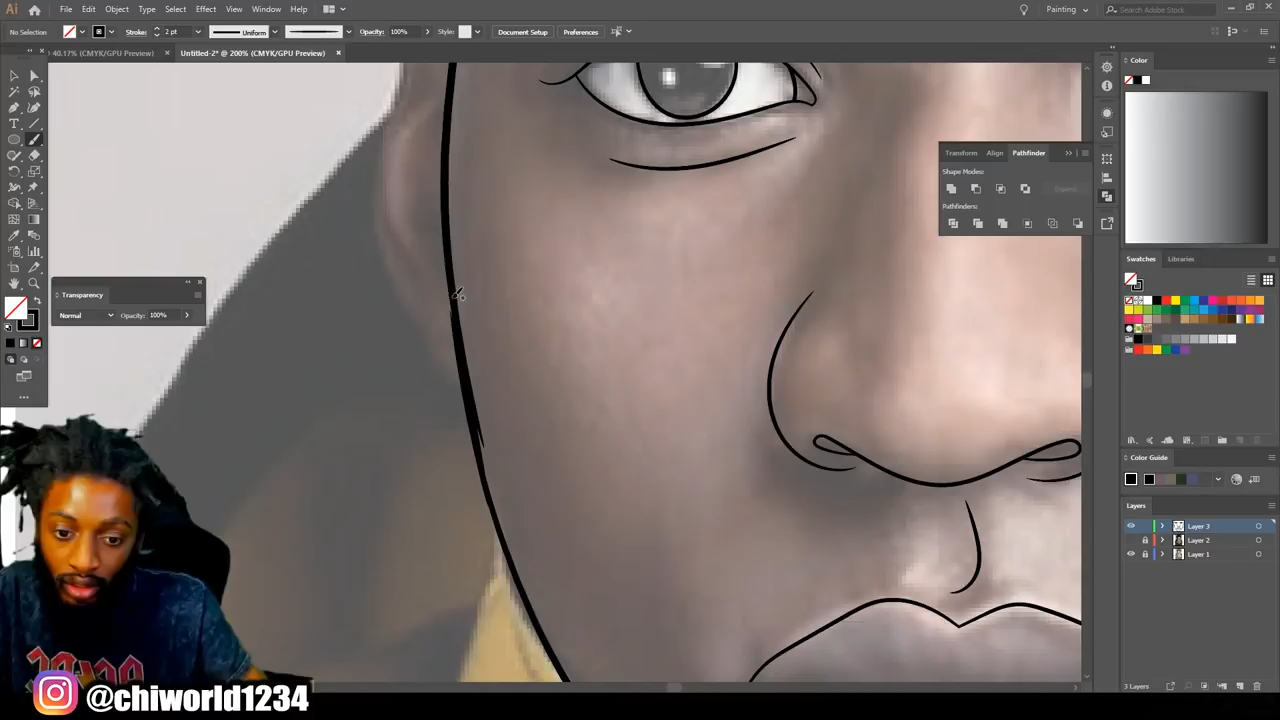 Ai File Edit Object Type Select Effect View Window Help Painting Search Adobe Stock
No Selection Stroke: 2 pt Uniform Opacity: 100% Style: Document Setup Preferences
40.17% (CMYK/GPU Preview) × Untitled-2* @ 200% (CMYK/GPU Preview) ×
Color
Transform Align Pathfinder
Shape Modes:
Expand
Pathfinders:
Swatches Libraries
Transparency
Normal Opacity: 100%
Color Guide
Layers
Layer 3
Layer 2
Layer 1
3 Layers
@chiworld1234